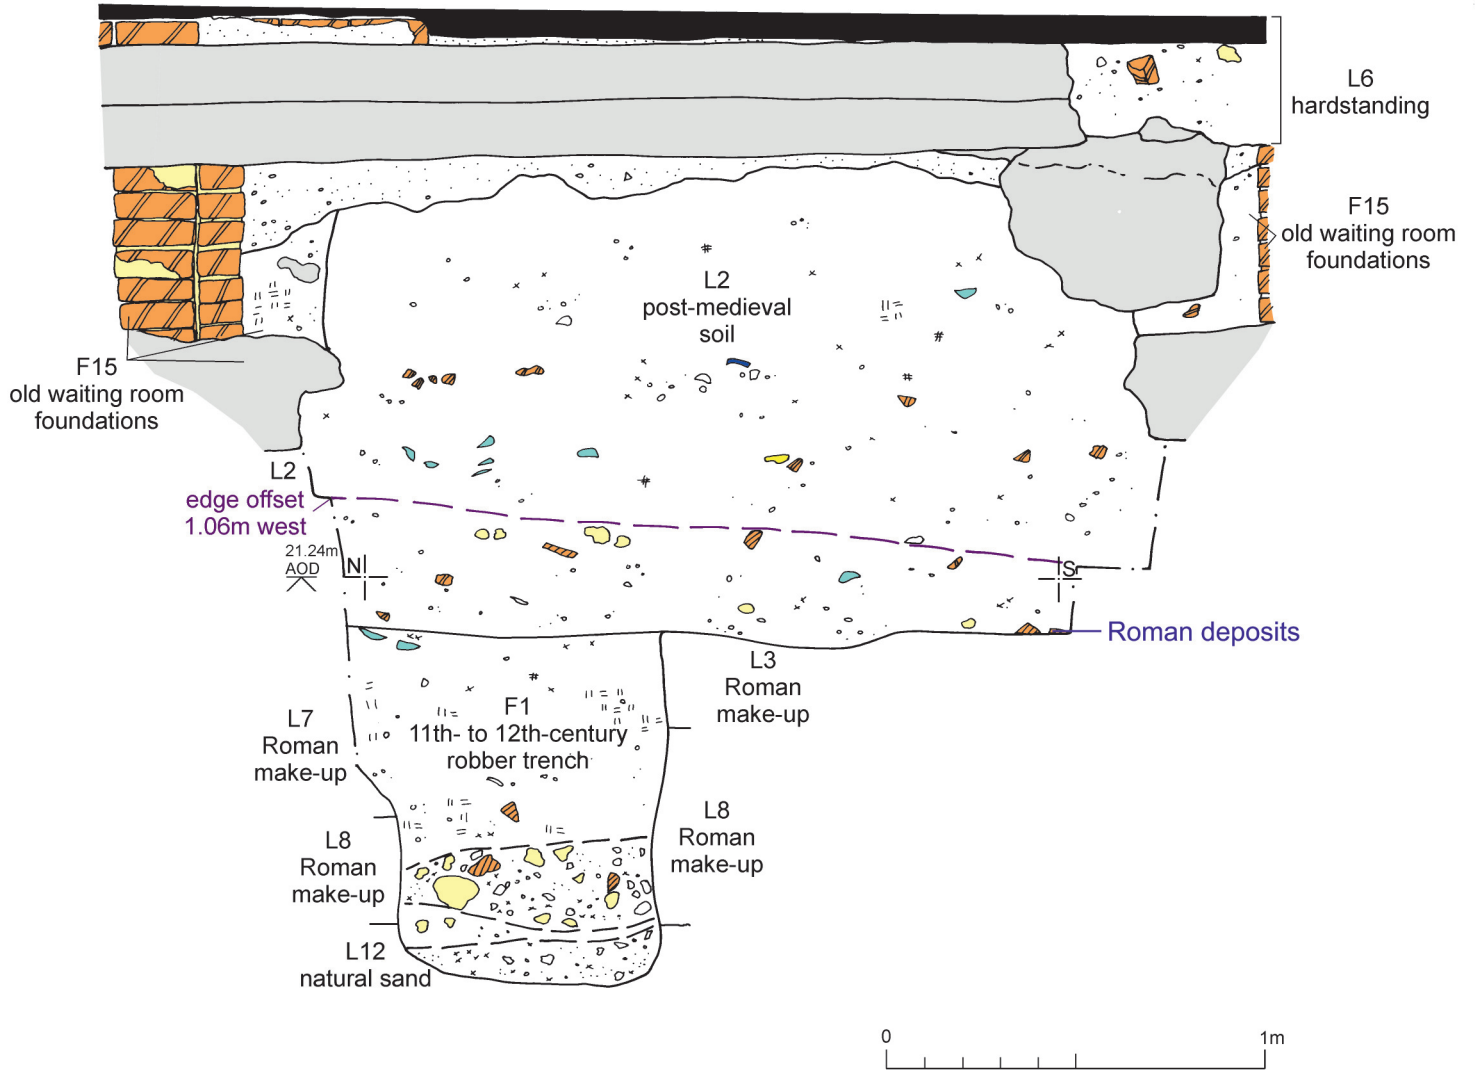 L6
hardstanding
F15
old waiting room
foundations
L2
post-medieval
soil
F15
old waiting room
foundations
L2
edge offset
1.06m west
21.24m
AOD
N
S
Roman deposits
L3
Roman
make-up
F1
11th- to 12th-century
robber trench
L7
Roman
make-up
L8
Roman
make-up
L8
Roman
make-up
L12
natural sand
0
1m